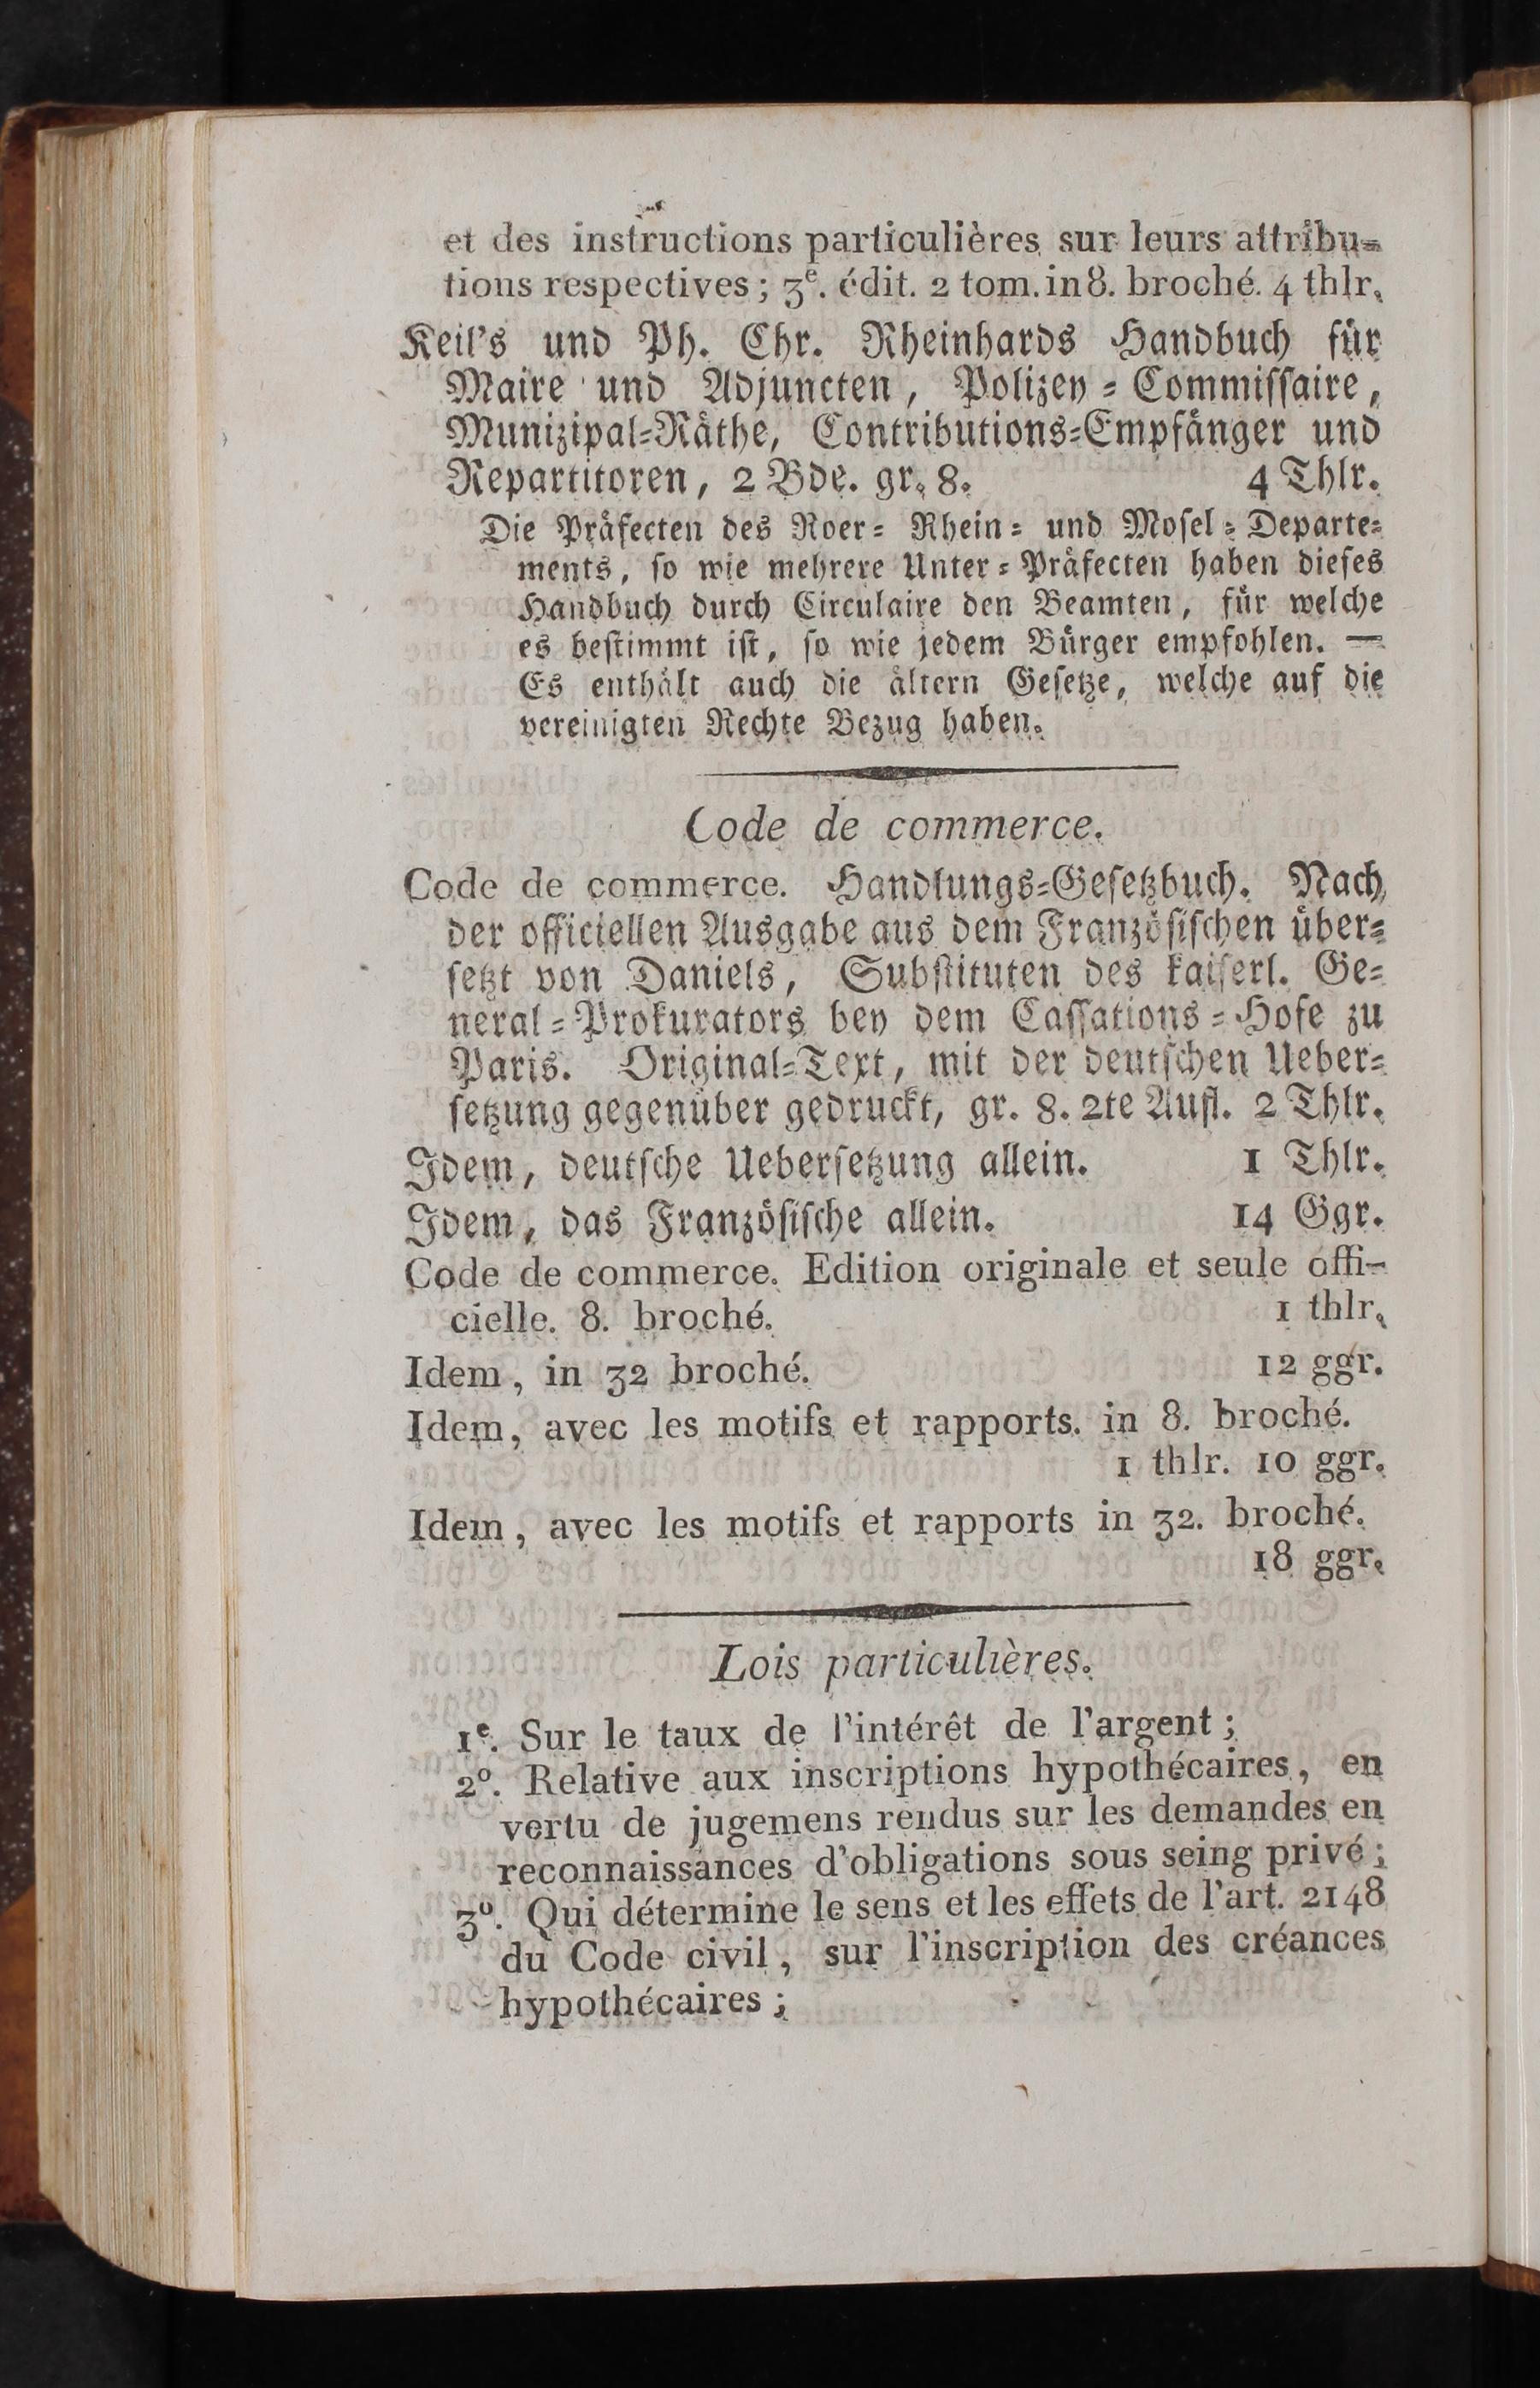 et des instructions particulières sur leurs attribu-
tions respectives; 3e. édit. 2 tom. in 8. broché. 4 thlr.
Keil's und Ph. Chr. Rheinhards Handbuch für
Maire und Adjuncten, Polizey-Commissaire,
Munizipal-Räthe, Contributions-Empfänger und
Repartitoren, 2 Bde. gr. 8. 4 Thlr.
Die Präfecten des Roer- Rhein- und Mosel-Departe-
ments, so wie mehrere Unter-Präfecten haben dieses
Handbuch durch Circulaire den Beamten, für welche
es bestimmt ist, so wie jedem Bürger empfohlen. —
Es enthält auch die ältern Gesetze, welche auf die
vereinigten Rechte Bezug haben.
Code de commerce.
Code de commerce. Handlungs-Gesetzbuch. Nach
der officiellen Ausgabe aus dem Französischen über-
setzt von Daniels, Substituten des kaiserl. Ge-
neral-Prokurators bey dem Cassations-Hofe zu
Paris. Original-Text, mit der deutschen Ueber-
setzung gegenüber gedruckt, gr. 8. 2te Aufl. 2 Thlr.
Idem, deutsche Uebersetzung allein. 1 Thlr.
Idem, das Französische allein. 14 Ggr.
Code de commerce. Edition originale et seule offi-
cielle. 8. broché. 1 thlr.
Idem, in 32 broché. 12 ggr.
Idem, avec les motifs et rapports. in 8. broché.
1 thlr. 10 ggr.
Idem, avec les motifs et rapports in 32. broché.
18 ggr.
Lois particulières.
1e. Sur le taux de l'intérêt de l'argent;
2o. Relative aux inscriptions hypothécaires, en
vertu de jugemens rendus sur les demandes en
reconnaissances d'obligations sous seing privé;
3o. Qui détermine le sens et les effets de l'art. 2148
du Code civil, sur l'inscription des créances
hypothécaires;